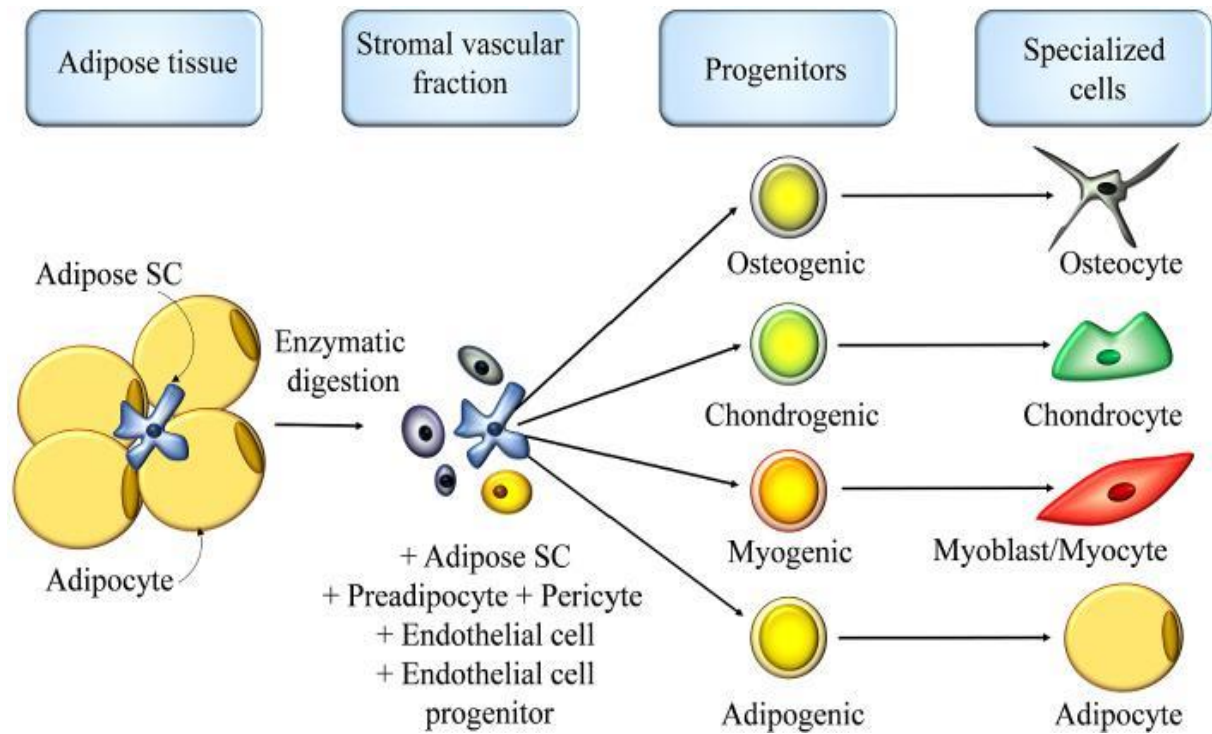 Adipose tissue
Stromal vascular
fraction
Progenitors
Specialized
cells
Adipose SC
Enzymatic
digestion
Adipocyte
+ Adipose SC
+ Preadipocyte + Pericyte
+ Endothelial cell
+ Endothelial cell
progenitor
Osteogenic
Osteocyte
Chondrogenic
Chondrocyte
Myogenic
Myoblast/Myocyte
Adipogenic
Adipocyte